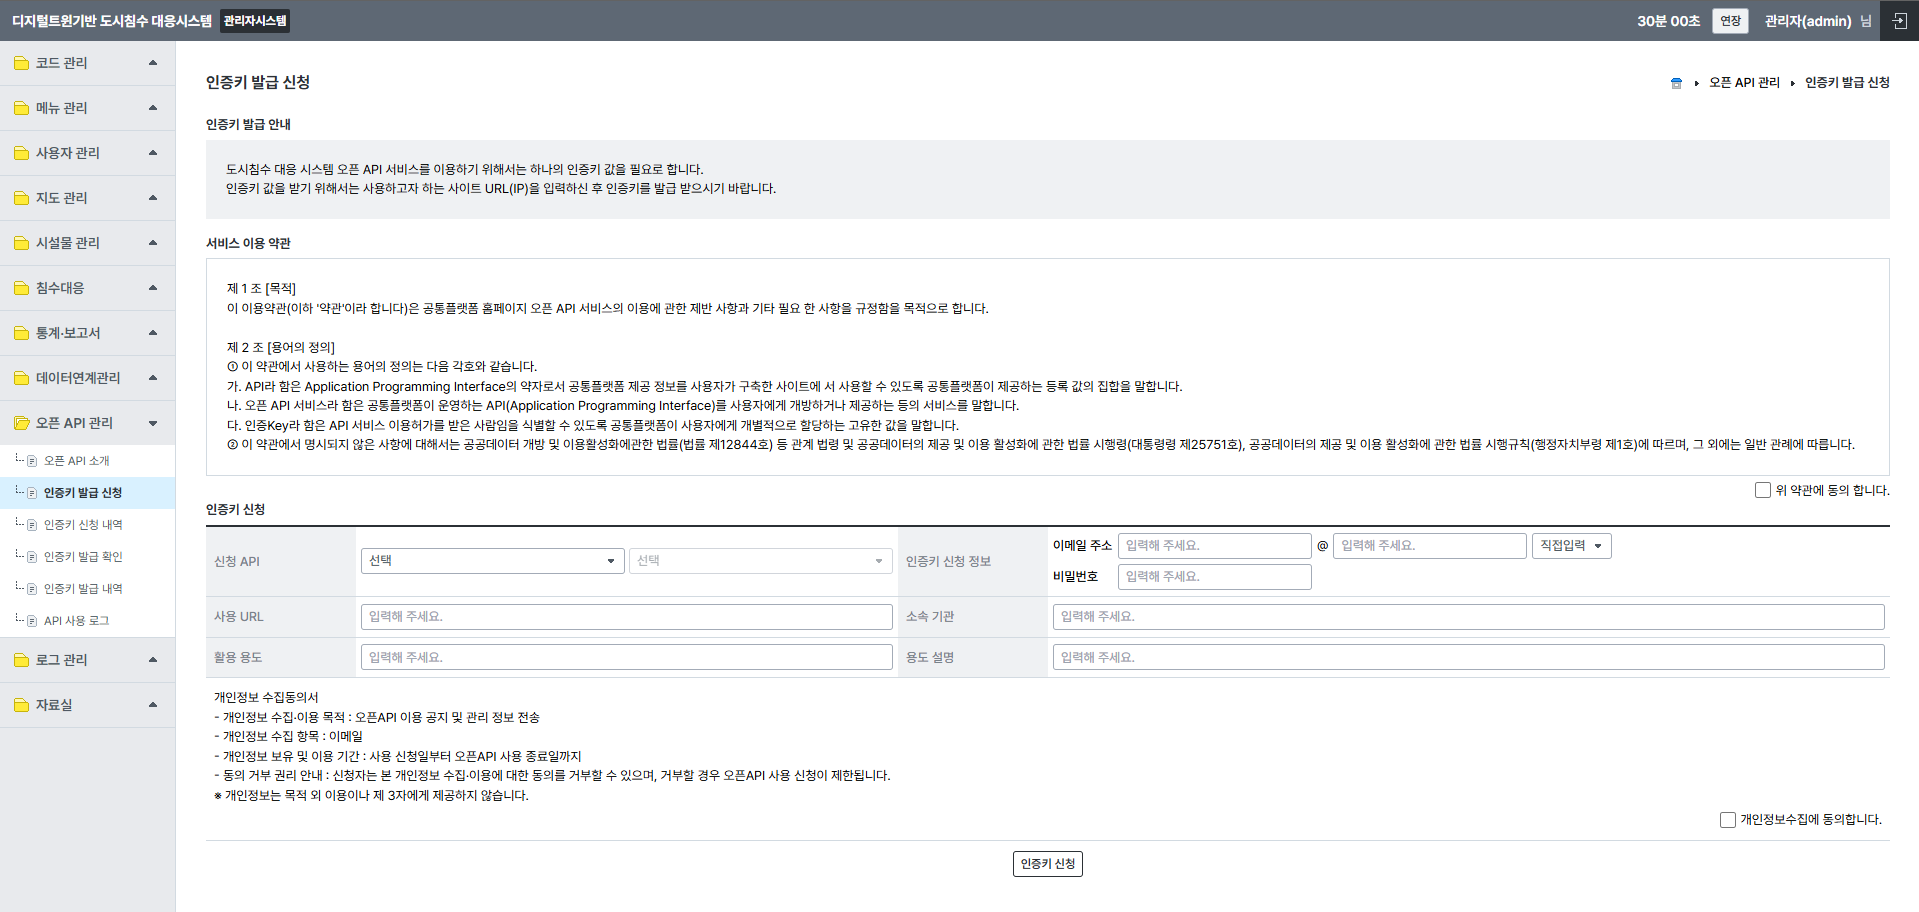 디지털트윈기반 도시침수 대응시스템 관리자시스템
30분 00초 연장 관리자(admin) 님
코드 관리
메뉴 관리
사용자 관리
지도 관리
시설물 관리
침수대응
통계·보고서
데이터연계관리
오픈 API 관리
오픈 API 소개
인증키 발급 신청
인증키 신청 내역
인증키 발급 확인
인증키 발급 내역
API 사용 로그
로그 관리
자료실
인증키 발급 신청
오픈 API 관리 인증키 발급 신청
인증키 발급 안내
도시침수 대응 시스템 오픈 API 서비스를 이용하기 위해서는 하나의 인증키 값을 필요로 합니다.
인증키 값을 받기 위해서는 사용하고자 하는 사이트 URL(IP)을 입력하신 후 인증키를 발급 받으시기 바랍니다.
서비스 이용 약관
제 1 조 [목적]
이 이용약관(이하 '약관'이라 합니다)은 공통플랫폼 홈페이지 오픈 API 서비스의 이용에 관한 제반 사항과 기타 필요 한 사항을 규정함을 목적으로 합니다.
제 2 조 [용어의 정의]
① 이 약관에서 사용하는 용어의 정의는 다음 각호와 같습니다.
가. API라 함은 Application Programming Interface의 약자로서 공통플랫폼 제공 정보를 사용자가 구축한 사이트에 서 사용할 수 있도록 공통플랫폼이 제공하는 등록 값의 집합을 말합니다.
나. 오픈 API 서비스라 함은 공통플랫폼이 운영하는 API(Application Programming Interface)를 사용자에게 개방하거나 제공하는 등의 서비스를 말합니다.
다. 인증Key라 함은 API 서비스 이용허가를 받은 사람임을 식별할 수 있도록 공통플랫폼이 사용자에게 개별적으로 할당하는 고유한 값을 말합니다.
② 이 약관에서 명시되지 않은 사항에 대해서는 공공데이터 개방 및 이용활성화에관한 법률(법률 제12844호) 등 관계 법령 및 공공데이터의 제공 및 이용 활성화에 관한 법률 시행령(대통령령 제25751호), 공공데이터의 제공 및 이용 활성화에 관한 법률 시행규칙(행정자치부령 제1호)에 따르며, 그 외에는 일반 관례에 따릅니다.
위 약관에 동의 합니다.
인증키 신청
신청 API 선택 선택 인증키 신청 정보 이메일 주소 입력해 주세요. @ 입력해 주세요. 직접입력
비밀번호 입력해 주세요.
사용 URL 입력해 주세요. 소속 기관 입력해 주세요.
활용 용도 입력해 주세요. 용도 설명 입력해 주세요.
개인정보 수집동의서
- 개인정보 수집·이용 목적 : 오픈API 이용 공지 및 관리 정보 전송
- 개인정보 수집 항목 : 이메일
- 개인정보 보유 및 이용 기간 : 사용 신청일부터 오픈API 사용 종료일까지
- 동의 거부 권리 안내 : 신청자는 본 개인정보 수집·이용에 대한 동의를 거부할 수 있으며, 거부할 경우 오픈API 사용 신청이 제한됩니다.
※ 개인정보는 목적 외 이용이나 제 3자에게 제공하지 않습니다.
개인정보수집에 동의합니다.
인증키 신청